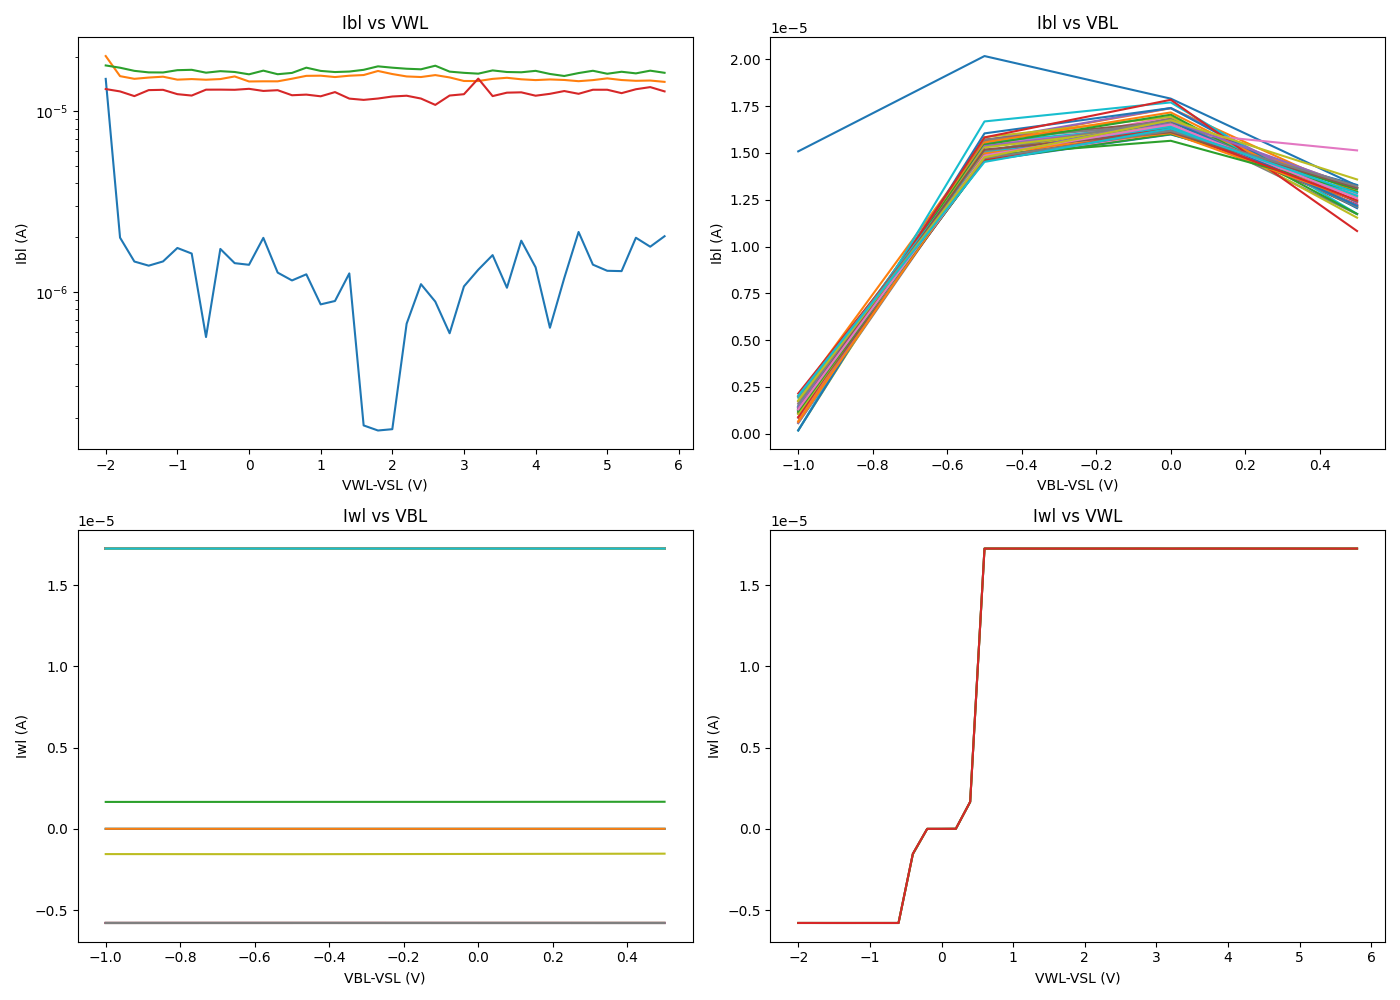 Ibl vs VWL
Ibl (A)
10−5
10−6
−2 −1 0 1 2 3 4 5 6
VWL-VSL (V)
Ibl vs VBL
1e−5
Ibl (A)
2.00
1.75
1.50
1.25
1.00
0.75
0.50
0.25
0.00
−1.0 −0.8 −0.6 −0.4 −0.2 0.0 0.2 0.4
VBL-VSL (V)
Iwl vs VBL
1e−5
Iwl (A)
1.5
1.0
0.5
0.0
−0.5
−1.0 −0.8 −0.6 −0.4 −0.2 0.0 0.2 0.4
VBL-VSL (V)
Iwl vs VWL
1e−5
Iwl (A)
1.5
1.0
0.5
0.0
−0.5
−2 −1 0 1 2 3 4 5 6
VWL-VSL (V)